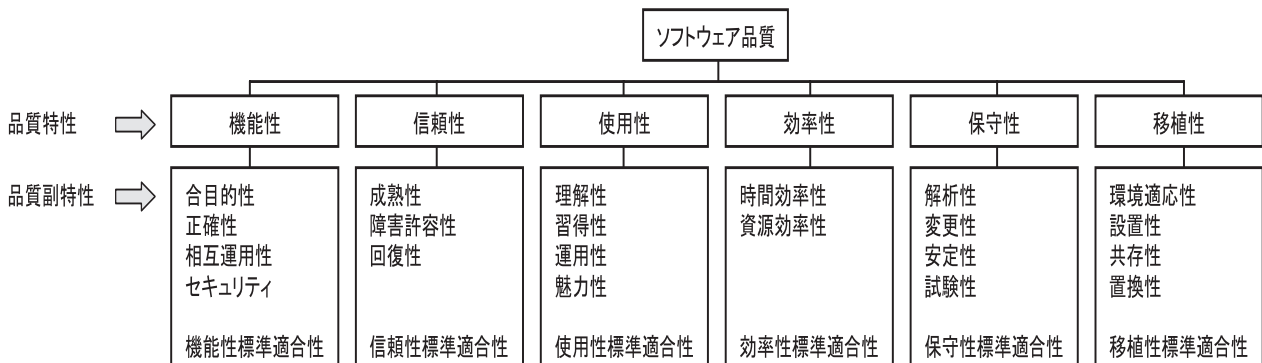 ソフトウェア品質
品質特性
機能性
信頼性
使用性
効率性
保守性
移植性
品質副特性
合目的性
正確性
相互運用性
セキュリティ
機能性標準適合性
成熟性
障害許容性
回復性
信頼性標準適合性
理解性
習得性
運用性
魅力性
使用性標準適合性
時間効率性
資源効率性
効率性標準適合性
解析性
変更性
安定性
試験性
保守性標準適合性
環境適応性
設置性
共存性
置換性
移植性標準適合性